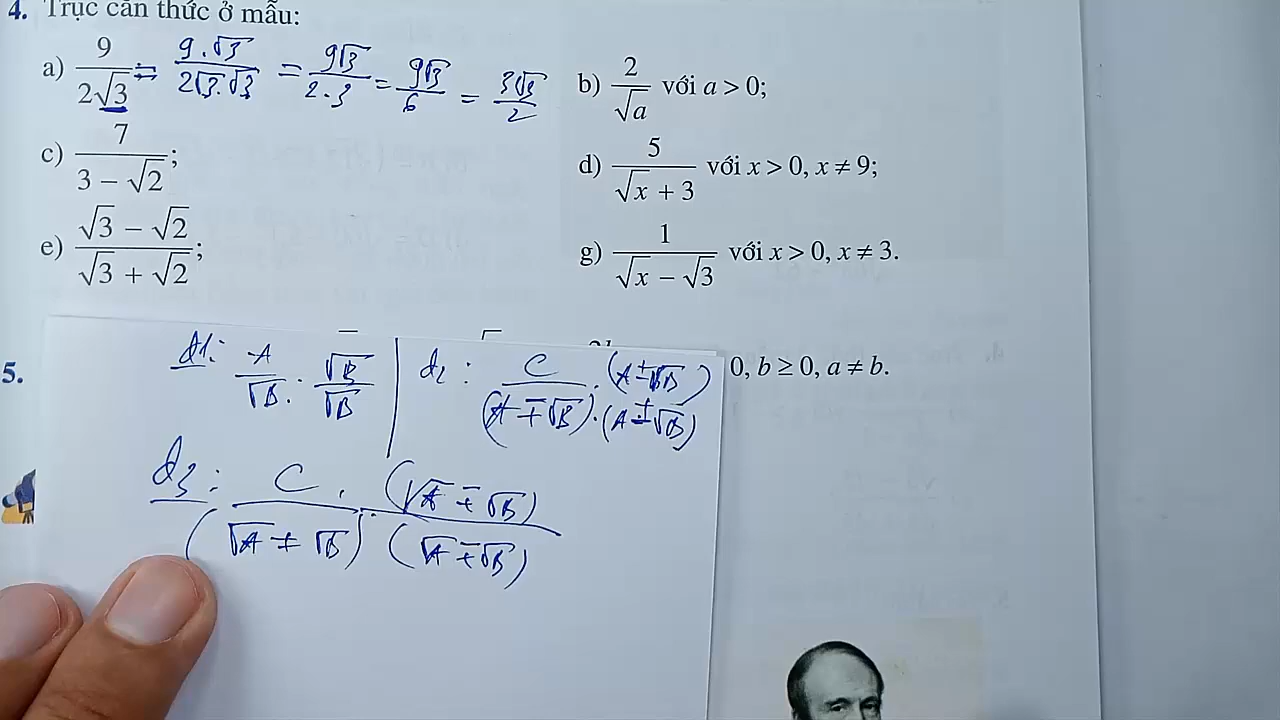 4. Trục căn thức ở mẫu:
a) 9/(2√3) = (9.√3)/(2√3.√3) = 9√3/(2.3) = 9√3/6 = 3√3/2
b) 2/√a với a > 0;
c) 7/(3 − √2);
d) 5/(√x + 3) với x > 0, x ≠ 9;
e) (√3 − √2)/(√3 + √2);
g) 1/(√x − √3) với x > 0, x ≠ 3.
5.
0, b ≥ 0, a ≠ b.
d1: A/√B . √B/√B
d2: C/(A ∓ √B) . (A ± √B)/(A ± √B)
d3: C/(√A ± √B) . (√A ∓ √B)/(√A ∓ √B)